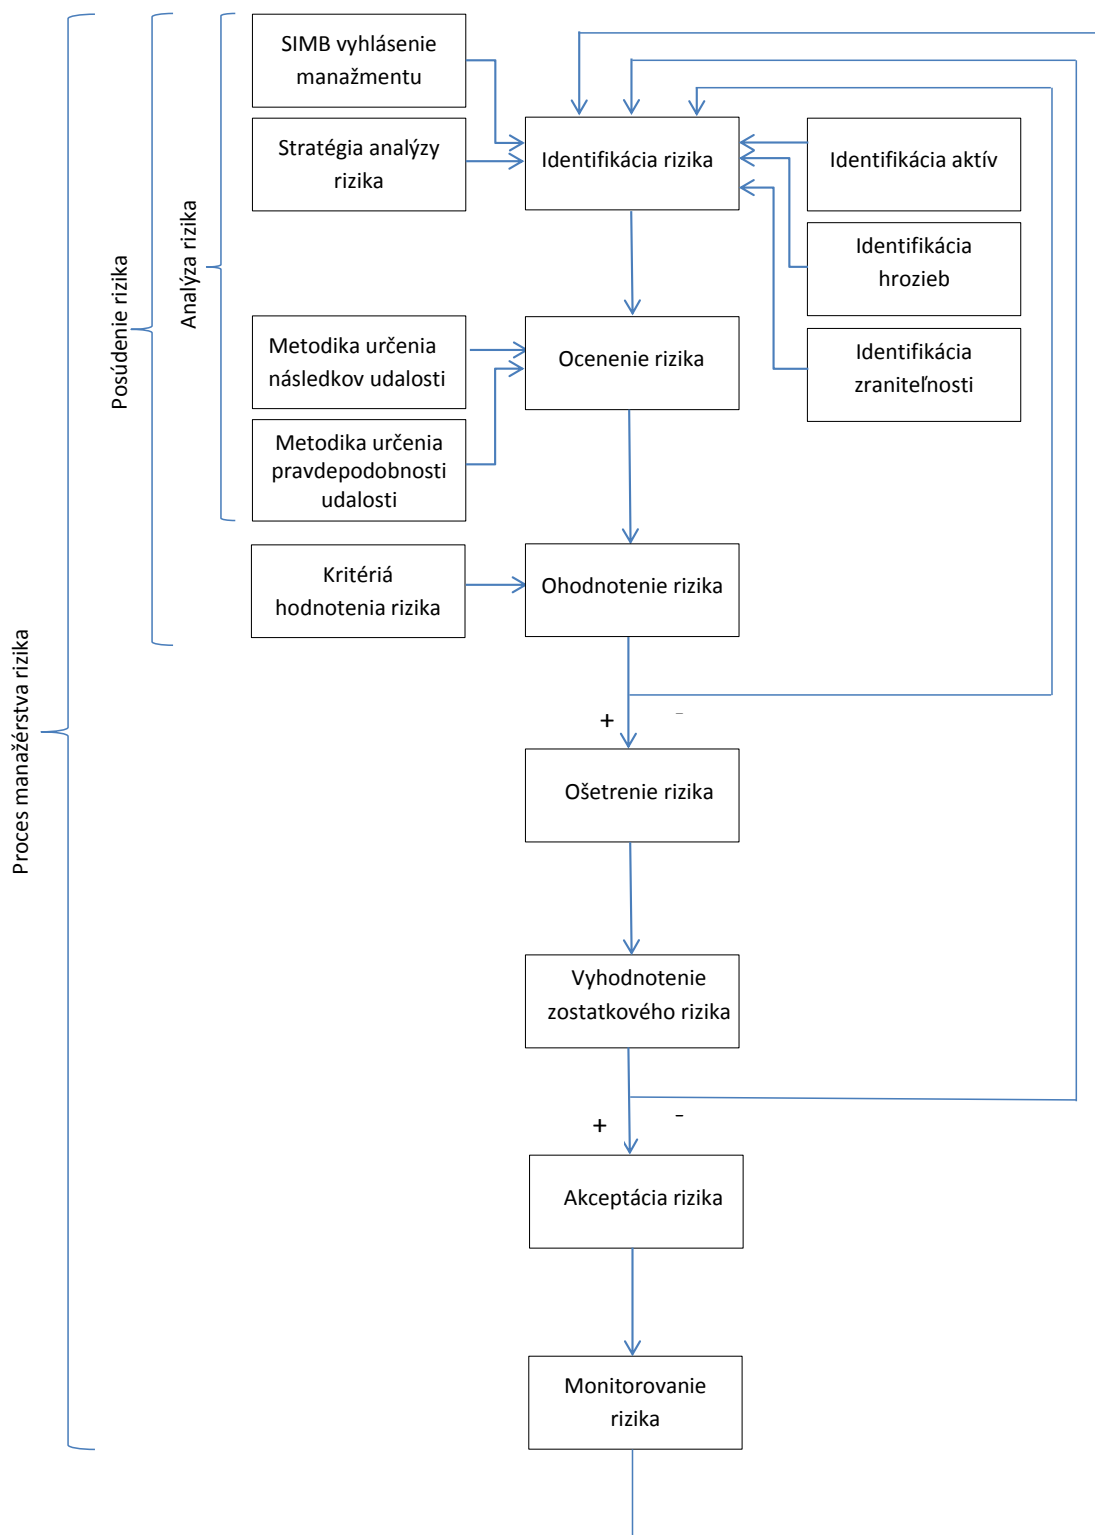 SIMB vyhlásenie
manažmentu
Stratégia analýzy
rizika
Identifikácia rizika
Identifikácia aktív
Identifikácia
hrozieb
Identifikácia
zraniteľnosti
Analýza rizika
Posúdenie rizika
Proces manažérstva rizika
Metodika určenia
následkov udalosti
Ocenenie rizika
Metodika určenia
pravdepodobnosti
udalosti
Kritériá
hodnotenia rizika
Ohodnotenie rizika
+ -
Ošetrenie rizika
Vyhodnotenie
zostatkového rizika
+ -
Akceptácia rizika
Monitorovanie
rizika